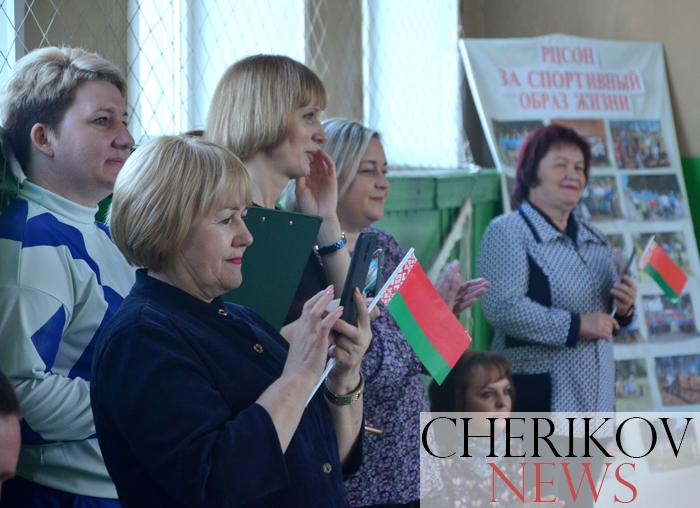 РЦСОН
ЗА СПОРТИВНЫЙ
ОБРАЗ ЖИЗНИ
CHERIKOV
NEWS